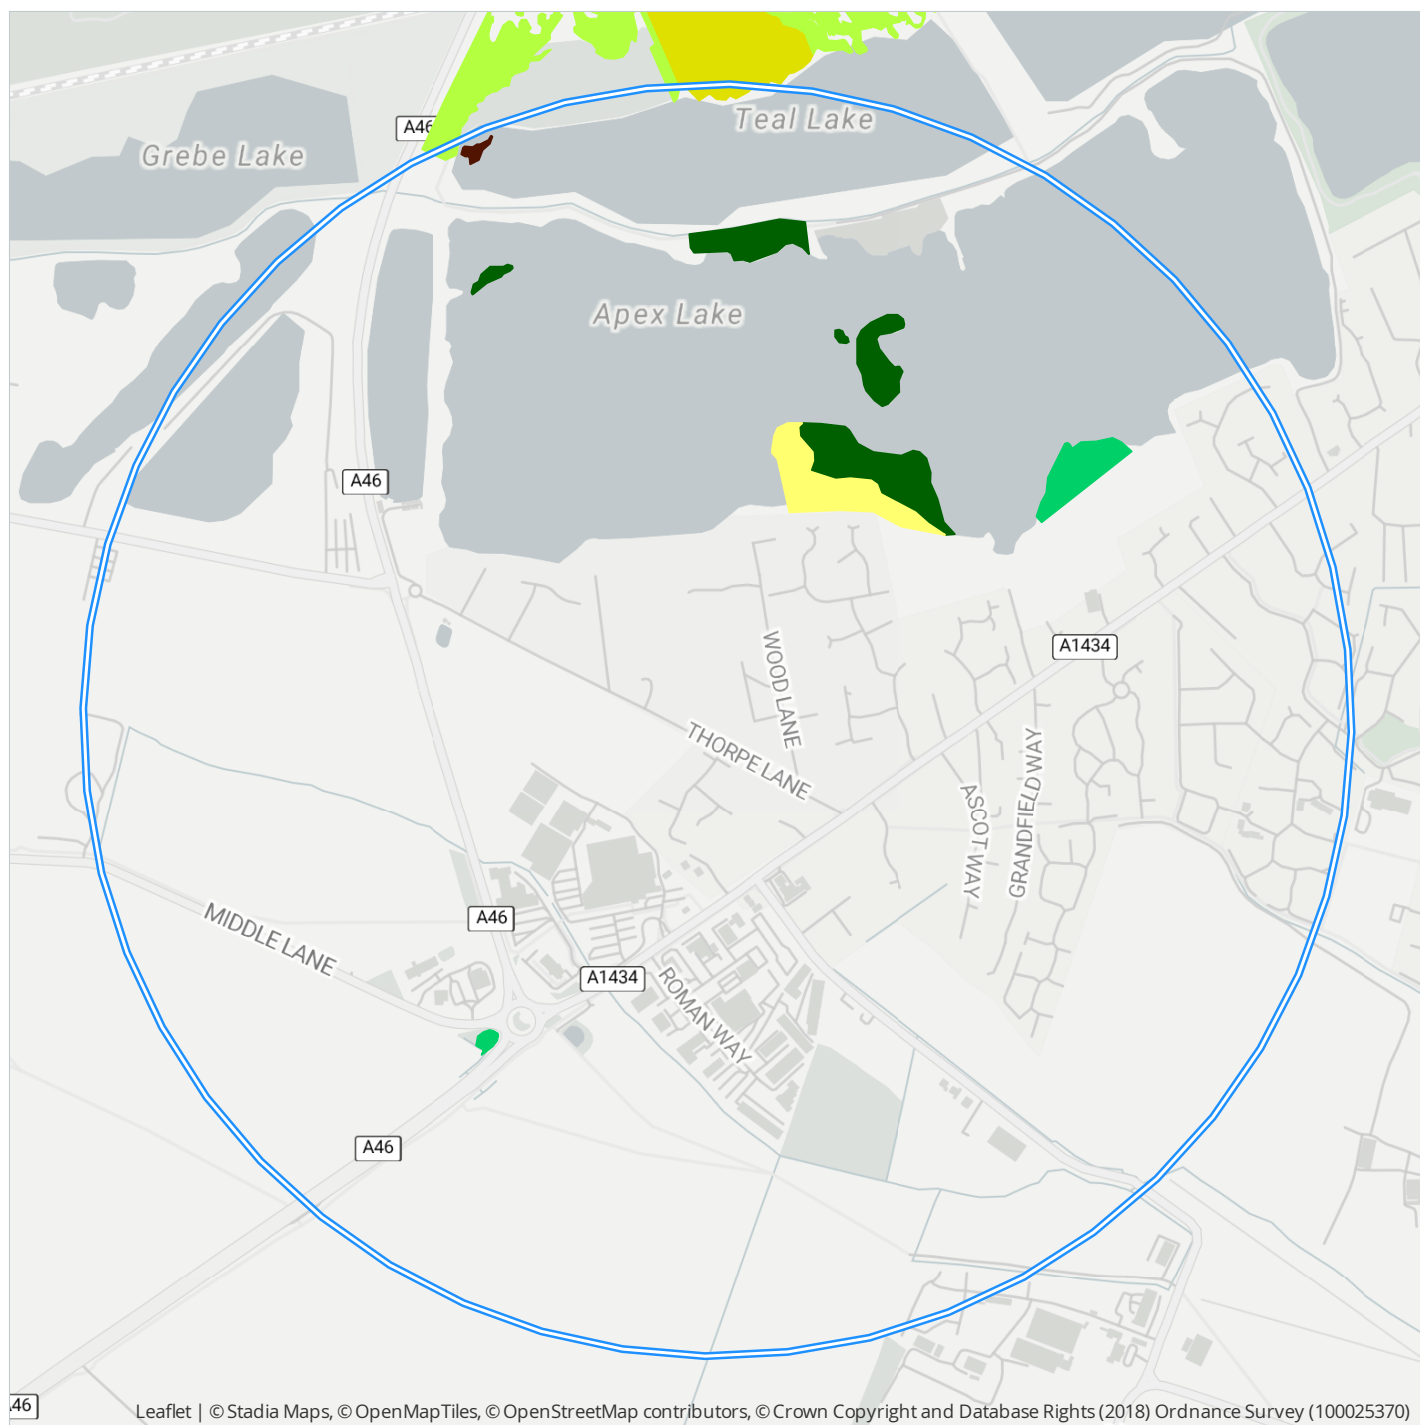 A46
Teal Lake
Grebe Lake
Apex Lake
A46
A1434
WOOD LANE
THORPE LANE
ASCOT WAY
GRANDFIELD WAY
MIDDLE LANE
A46
A1434
ROMAN WAY
A46
A46
Leaflet | © Stadia Maps, © OpenMapTiles, © OpenStreetMap contributors, © Crown Copyright and Database Rights (2018) Ordnance Survey (100025370)